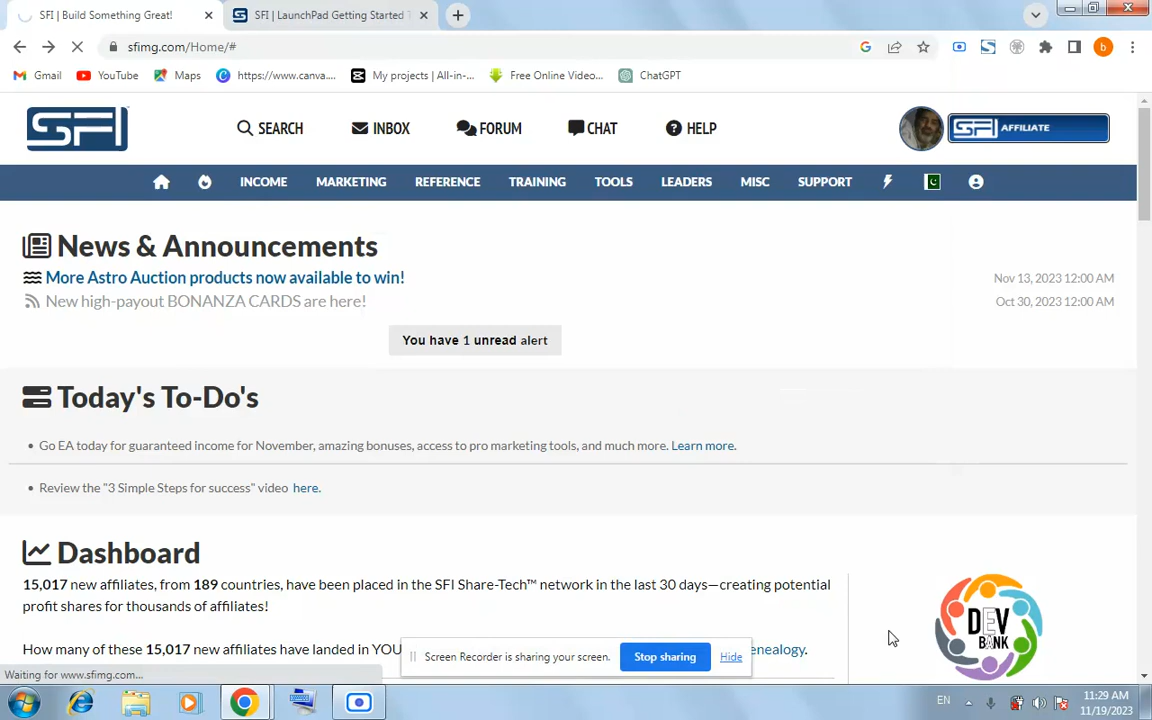 SFI | Build Something Great!
SFI | LaunchPad Getting Started T
sfimg.com/Home/#
Gmail
YouTube
Maps
https://www.canva....
My projects | All-in-...
Free Online Video...
ChatGPT
SFI
SEARCH
INBOX
FORUM
CHAT
HELP
SFI AFFILIATE
INCOME
MARKETING
REFERENCE
TRAINING
TOOLS
LEADERS
MISC
SUPPORT
News & Announcements
More Astro Auction products now available to win!
Nov 13, 2023 12:00 AM
New high-payout BONANZA CARDS are here!
Oct 30, 2023 12:00 AM
You have 1 unread alert
Today's To-Do's
• Go EA today for guaranteed income for November, amazing bonuses, access to pro marketing tools, and much more. Learn more.
• Review the "3 Simple Steps for success" video here.
Dashboard
15,017 new affiliates, from 189 countries, have been placed in the SFI Share-Tech™ network in the last 30 days—creating potential
profit shares for thousands of affiliates!
DEV
BANK
How many of these 15,017 new affiliates have landed in YOU
enealogy.
Screen Recorder is sharing your screen.
Stop sharing
Hide
Waiting for www.sfimg.com...
EN
11:29 AM
11/19/2023